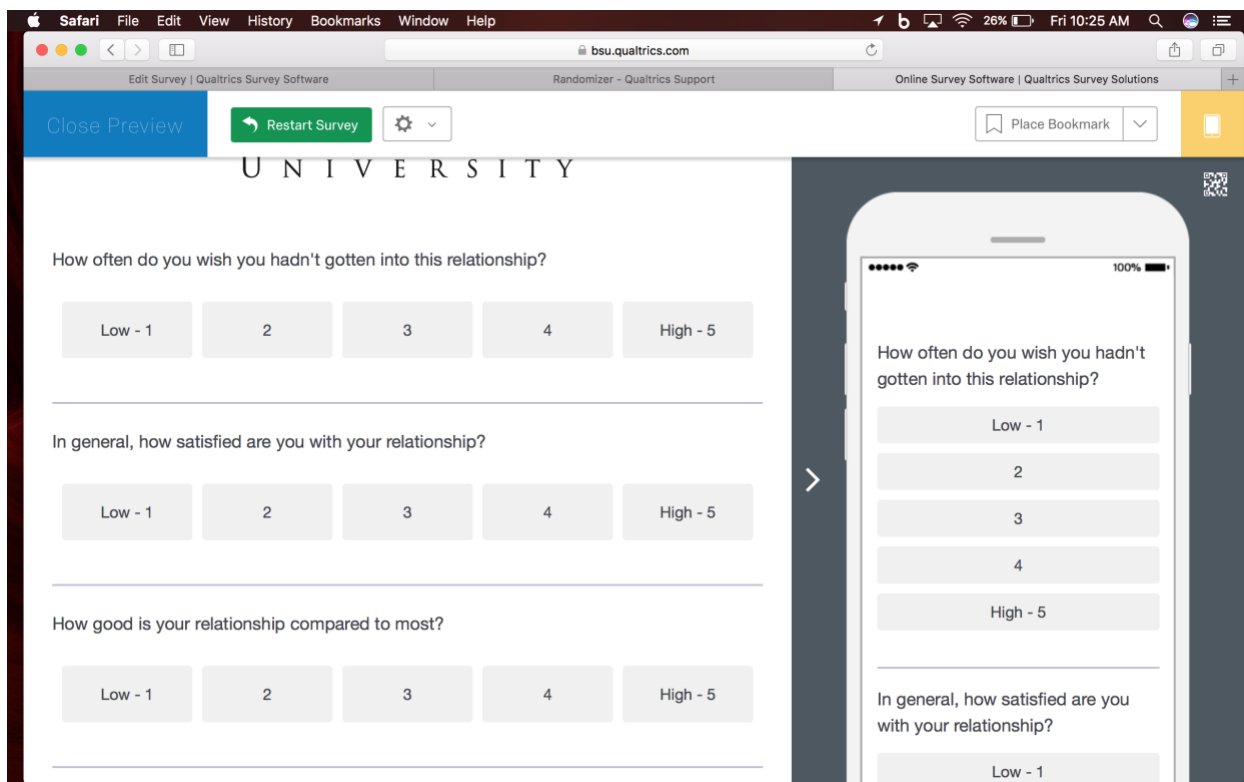 Safari File Edit View History Bookmarks Window Help 26% Fri 10:25 AM
bsu.qualtrics.com
Edit Survey | Qualtrics Survey Software Randomizer - Qualtrics Support Online Survey Software | Qualtrics Survey Solutions
Close Preview Restart Survey Place Bookmark
UNIVERSITY
How often do you wish you hadn't gotten into this relationship?
Low - 1 2 3 4 High - 5
In general, how satisfied are you with your relationship?
Low - 1 2 3 4 High - 5
How good is your relationship compared to most?
Low - 1 2 3 4 High - 5
100%
How often do you wish you hadn't
gotten into this relationship?
Low - 1
2
3
4
High - 5
In general, how satisfied are you
with your relationship?
Low - 1